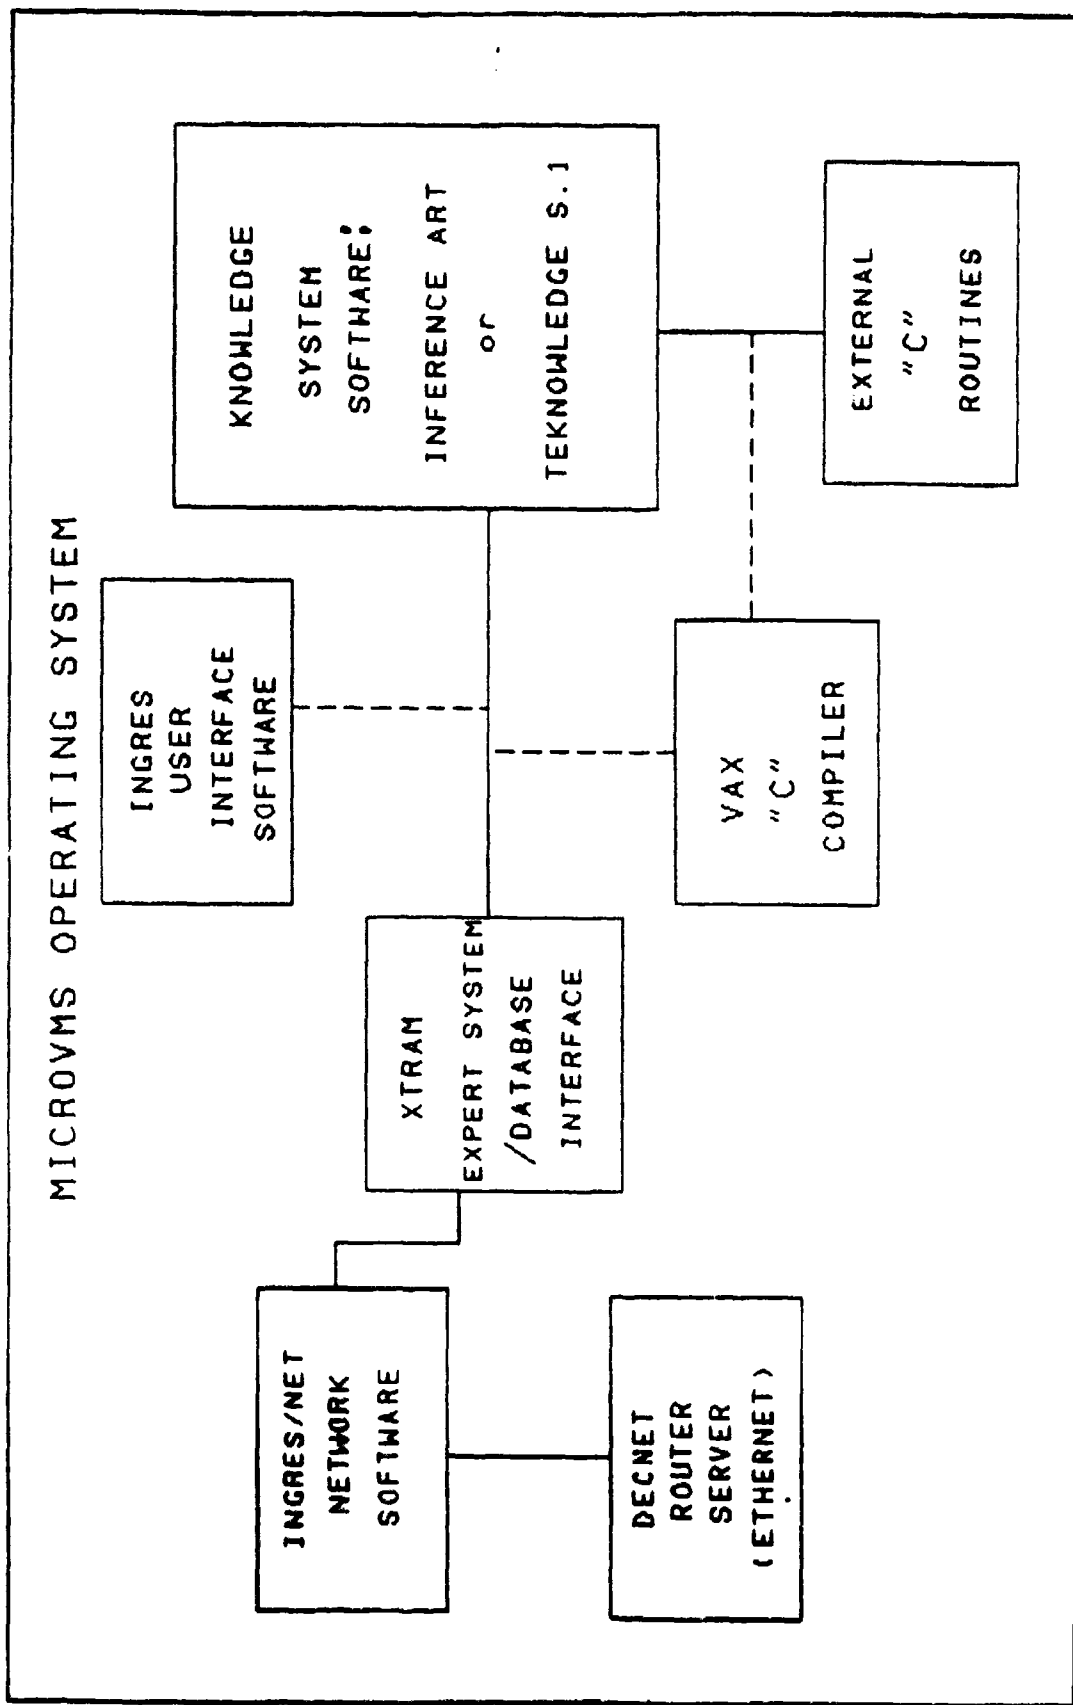 MICROVMS OPERATING SYSTEM
INGRES/NET
NETWORK
SOFTWARE
DECNET
ROUTER
SERVER
(ETHERNET)
XTRAM
EXPERT SYSTEM
/DATABASE
INTERFACE
INGRES
USER
INTERFACE
SOFTWARE
VAX
"C"
COMPILER
KNOWLEDGE
SYSTEM
SOFTWARE:
INFERENCE ART
or
TEKNOWLEDGE S.1
EXTERNAL
"C"
ROUTINES